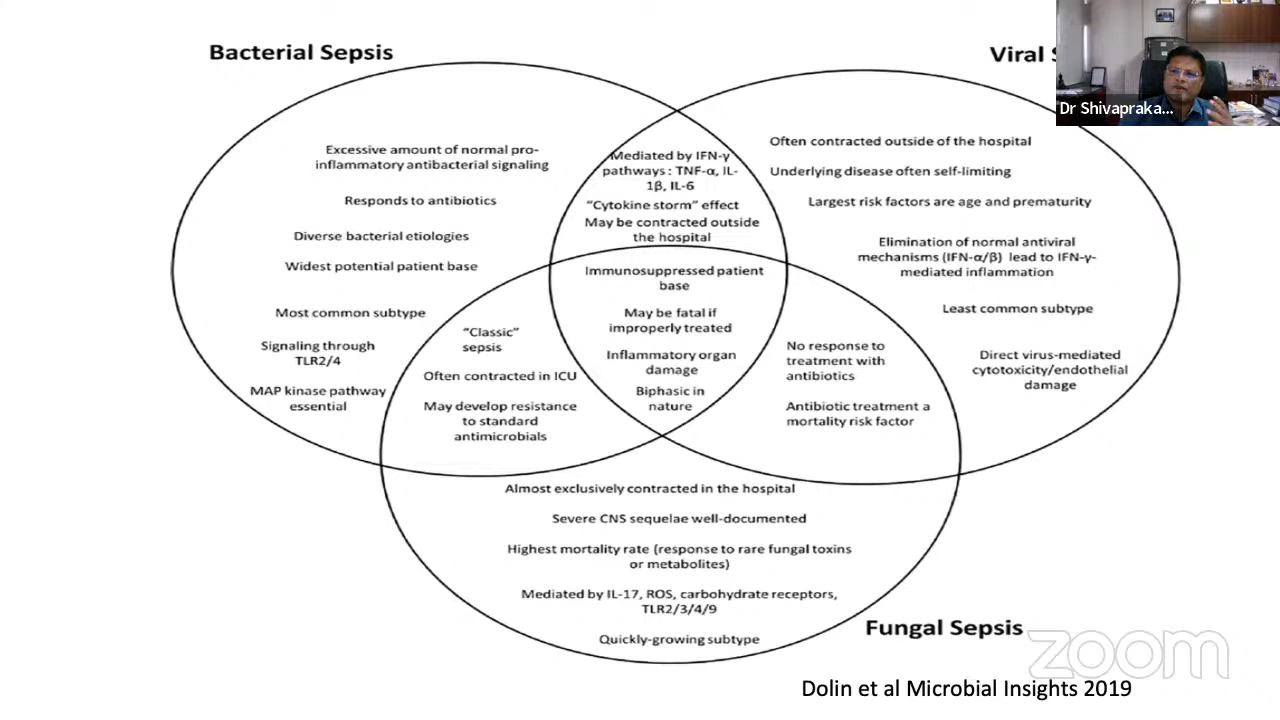 Bacterial Sepsis
Viral
Dr Shivapraka...
Excessive amount of normal pro-
inflammatory antibacterial signaling
Responds to antibiotics
Diverse bacterial etiologies
Widest potential patient base
Most common subtype
Signaling through
TLR2/4
MAP kinase pathway
essential
Mediated by IFN-γ
pathways : TNF-α, IL-
1β, IL-6
“Cytokine storm” effect
May be contracted outside
the hospital
Often contracted outside of the hospital
Underlying disease often self-limiting
Largest risk factors are age and prematurity
Elimination of normal antiviral
mechanisms (IFN-α/β) lead to IFN-γ-
mediated inflammation
Least common subtype
Direct virus-mediated
cytotoxicity/endothelial
damage
Immunosuppressed patient
base
May be fatal if
improperly treated
Inflammatory organ
damage
Biphasic in
nature
“Classic”
sepsis
Often contracted in ICU
May develop resistance
to standard
antimicrobials
No response to
treatment with
antibiotics
Antibiotic treatment a
mortality risk factor
Almost exclusively contracted in the hospital
Severe CNS sequelae well-documented
Highest mortality rate (response to rare fungal toxins
or metabolites)
Mediated by IL-17, ROS, carbohydrate receptors,
TLR2/3/4/9
Quickly-growing subtype
Fungal Sepsis
zoom
Dolin et al Microbial Insights 2019